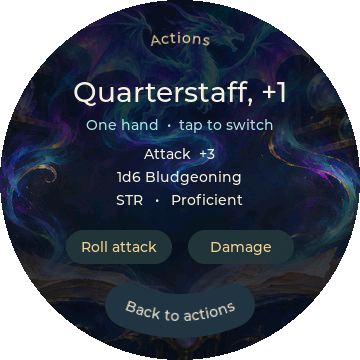 Actions
Quarterstaff, +1
One hand • tap to switch
Attack +3
1d6 Bludgeoning
STR • Proficient
Roll attack
Damage
Back to actions